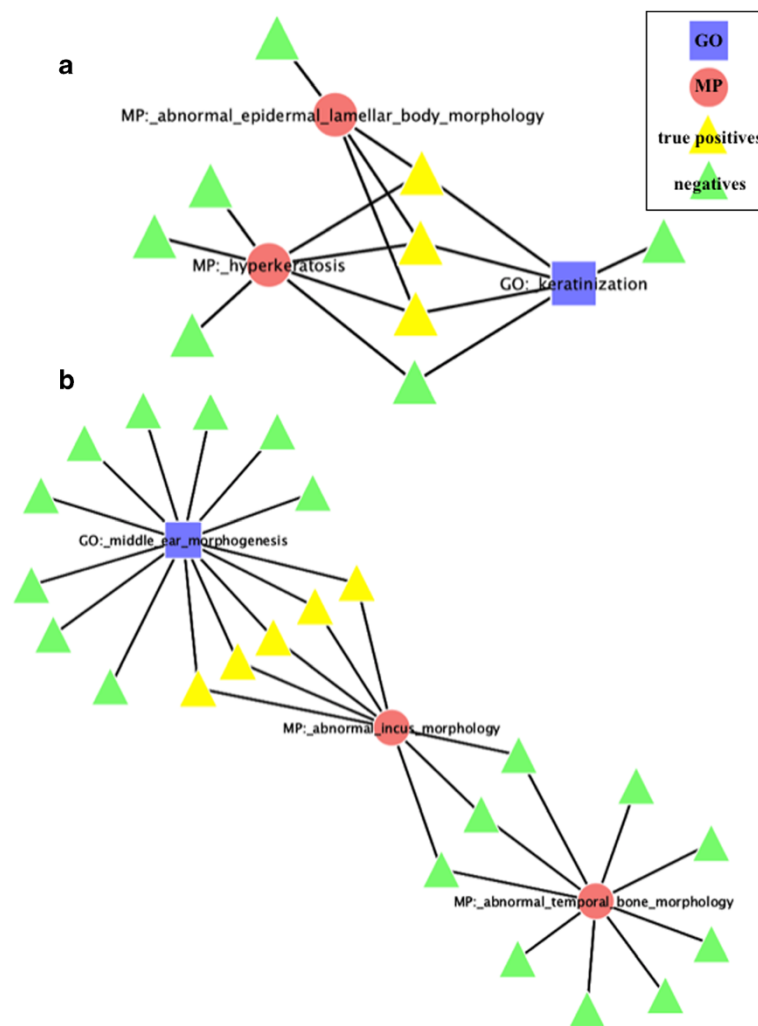 a
GO
MP
true positives
negatives
MP:_abnormal_epidermal_lamellar_body_morphology
MP:_hyperkeratosis
GO:_keratinization
b
GO:_middle_ear_morphogenesis
MP:_abnormal_incus_morphology
MP:_abnormal_temporal_bone_morphology